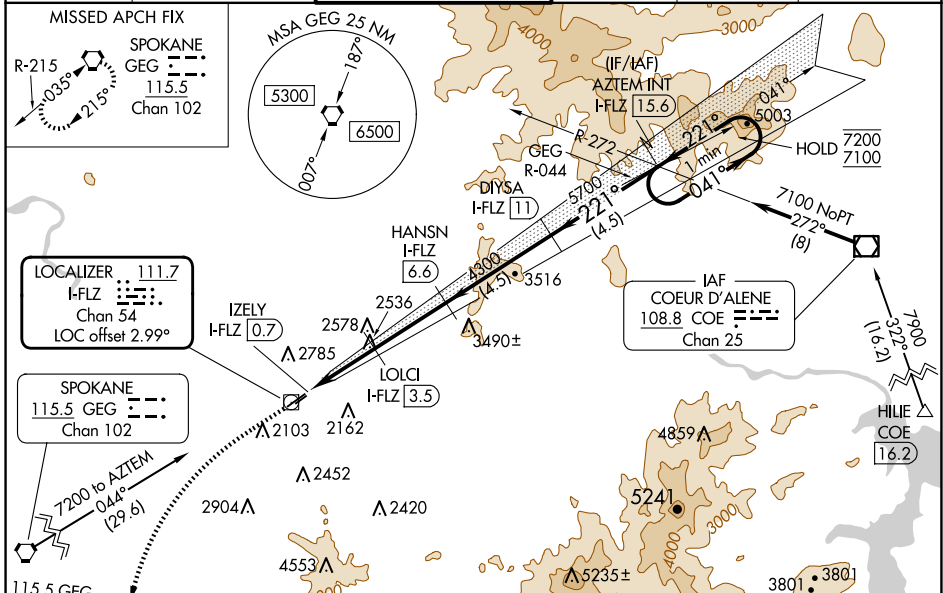 MISSED APCH FIX
SPOKANE
GEG
115.5
Chan 102
R-215
035°
215°
MSA GEG 25 NM
187°
5300
6500
007°
4000
3000
(IF/IAF)
AZTEM INT
I-FLZ 15.6
041°
5003
221°
1 min
041°
HOLD 7200
7100
R-272
GEG
R-044
5700
DIYSA
I-FLZ 11
221°
(4.5)
7100 NoPT
272°
(8)
HANSN
I-FLZ
6.6
4300
(4.5)
3516
LOCALIZER 111.7
I-FLZ
Chan 54
LOC offset 2.99°
IAF
COEUR D'ALENE
108.8 COE
Chan 25
IZELY
I-FLZ 0.7
2536
2578
2785
3490±
LOLCI
I-FLZ 3.5
7900
322°
(16.2)
HILIE
COE
16.2
SPOKANE
115.5 GEG
Chan 102
2103
2162
4859
7200 to AZTEM
044°
(29.6)
2452
2904
2420
5241
3000
4000
4553
5235±
3801
3801
115.5 GEG